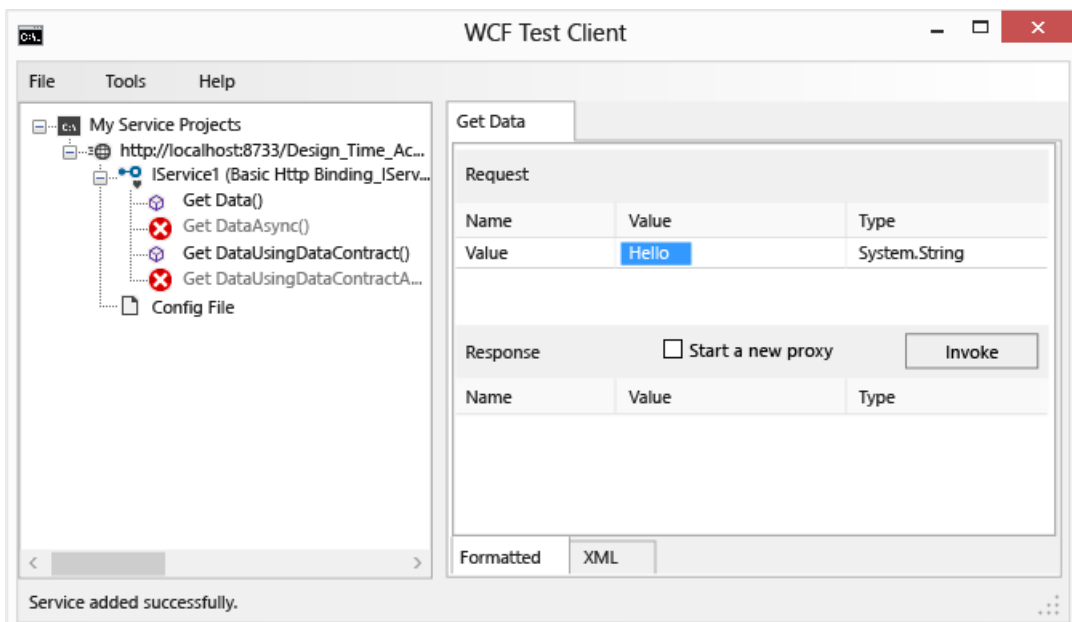 WCF Test Client
File Tools Help
My Service Projects
http://localhost:8733/Design_Time_Ac...
IService1 (Basic Http Binding_IServ...
Get Data()
Get DataAsync()
Get DataUsingDataContract()
Get DataUsingDataContractA...
Config File
Get Data
Request
Name Value Type
Value Hello System.String
Response Start a new proxy Invoke
Name Value Type
Formatted XML
Service added successfully.